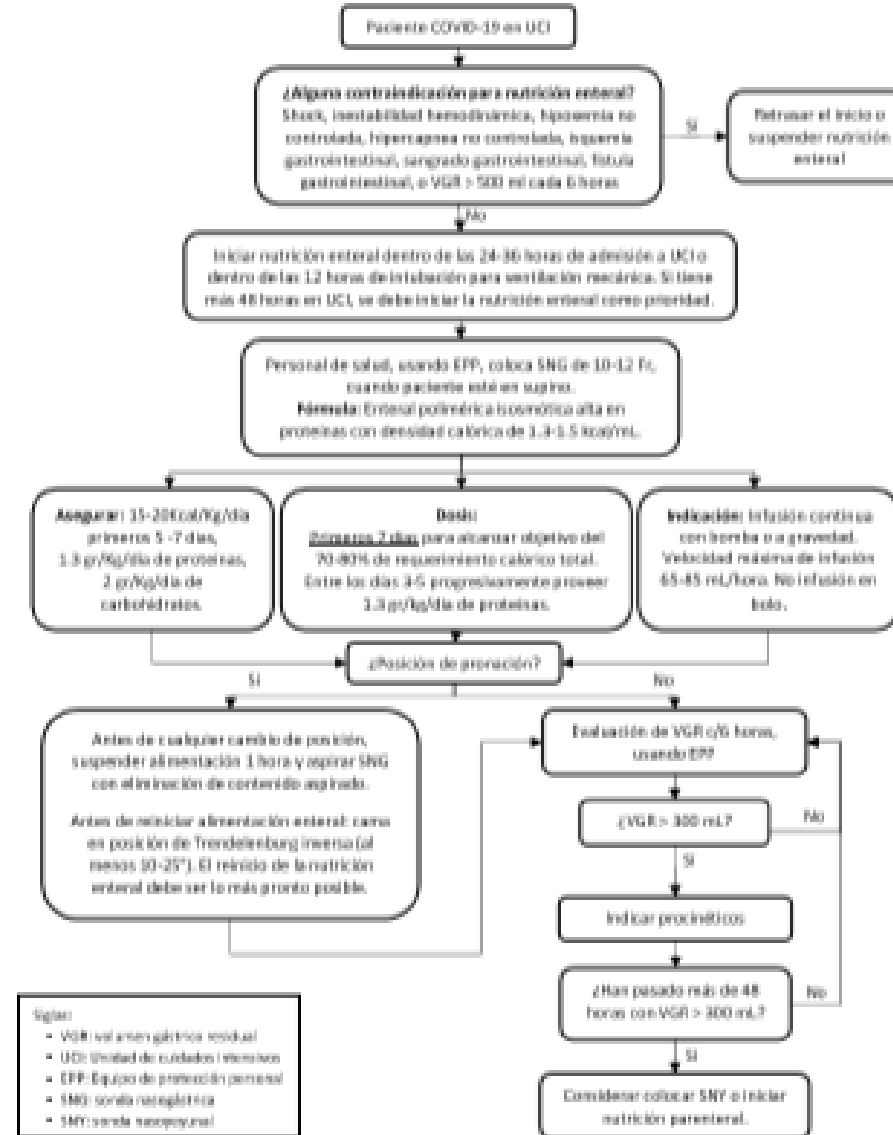 Paciente COVID-19 en UCI
¿Alguna contraindicación para nutrición enteral?
Shock, inestabilidad hemodinámica, hipoxemia no
controlada, hipercapnea no controlada, isquemia
gastrointestinal, sangrado gastrointestinal, fístula
gastrointestinal, o VGR > 500 ml cada 6 horas
Si
Retrasar el inicio o
suspender nutrición
enteral
No
Iniciar nutrición enteral dentro de las 24-36 horas de admisión a UCI o
dentro de las 12 horas de intubación para ventilación mecánica. Si tiene
más 48 horas en UCI, se debe iniciar la nutrición enteral como prioridad.
Personal de salud, usando EPP, coloca SNG de 10-12 Fr,
cuando paciente esté en supino.
Fórmula: Enteral polimérica isosmótica alta en
proteínas con densidad calórica de 1.3-1.5 kcal/mL.
Asegurar: 15-20Kcal/Kg/día
primeros 5 -7 días,
1.3 gr/Kg/día de proteínas,
2 gr/Kg/día de
carbohidratos.
Dosis:
Primeros 7 días para alcanzar objetivo del
70-80% de requerimiento calórico total.
Entre los días 3-5 progresivamente proveer
1.3 gr/kg/día de proteínas.
Indicación: Infusión continua
con bomba o a gravedad.
Velocidad máxima de infusión
65-85 mL/hora. No infusión en
bolo.
¿Posición de pronación?
Si
No
Antes de cualquier cambio de posición,
suspender alimentación 1 hora y aspirar SNG
con eliminación de contenido aspirado.
Antes de reiniciar alimentación enteral: cama
en posición de Trendelenburg inversa (al
menos 10-25°). El reinicio de la nutrición
enteral debe ser lo más pronto posible.
Evaluación de VGR c/6 horas,
usando EPP
¿VGR > 300 mL?
No
Si
Indicar procinéticos
¿Han pasado más de 48
horas con VGR > 300 mL?
No
Si
Considerar colocar SNY o iniciar
nutrición parenteral.
Siglas:
• VGR: volumen gástrico residual
• UCI: Unidad de cuidados intensivos
• EPP: Equipo de protección personal
• SNG: sonda nasogástrica
• SNY: sonda nasoyeyunal